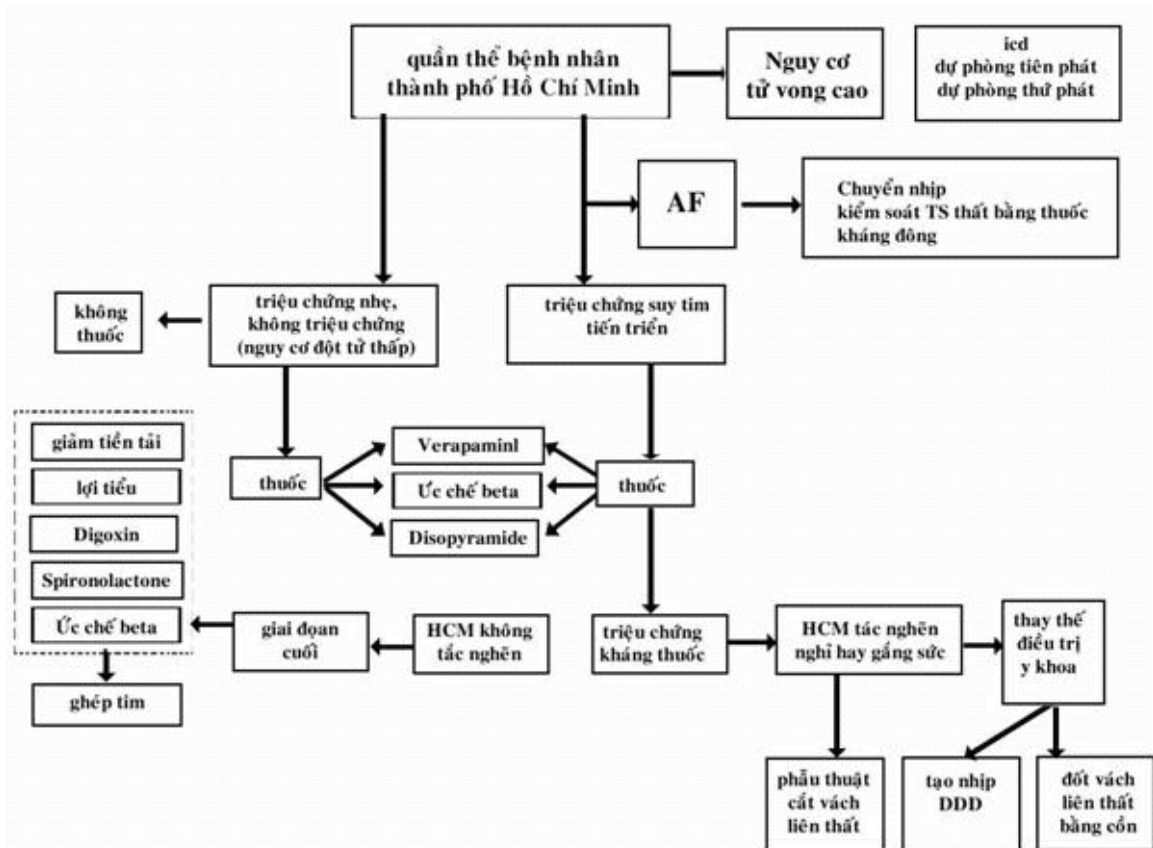 quần thể bệnh nhân
thành phố Hồ Chí Minh
Nguy cơ
tử vong cao
icd
dự phòng tiên phát
dự phòng thứ phát
AF
Chuyển nhịp
kiểm soát TS thất bằng thuốc
kháng đông
không
thuốc
triệu chứng nhẹ,
không triệu chứng
(nguy cơ đột tử thấp)
triệu chứng suy tim
tiến triển
giảm tiền tải
lợi tiểu
Digoxin
Spironolactone
Ức chế beta
thuốc
Verapaminl
Ức chế beta
Disopyramide
thuốc
ghép tim
giai đọan
cuối
HCM không
tắc nghẽn
triệu chứng
kháng thuốc
HCM tác nghẽn
nghỉ hay gắng sức
thay thế
điều trị
y khoa
phẫu thuật
cắt vách
liên thất
tạo nhịp
DDD
đốt vách
liên thất
bằng cồn